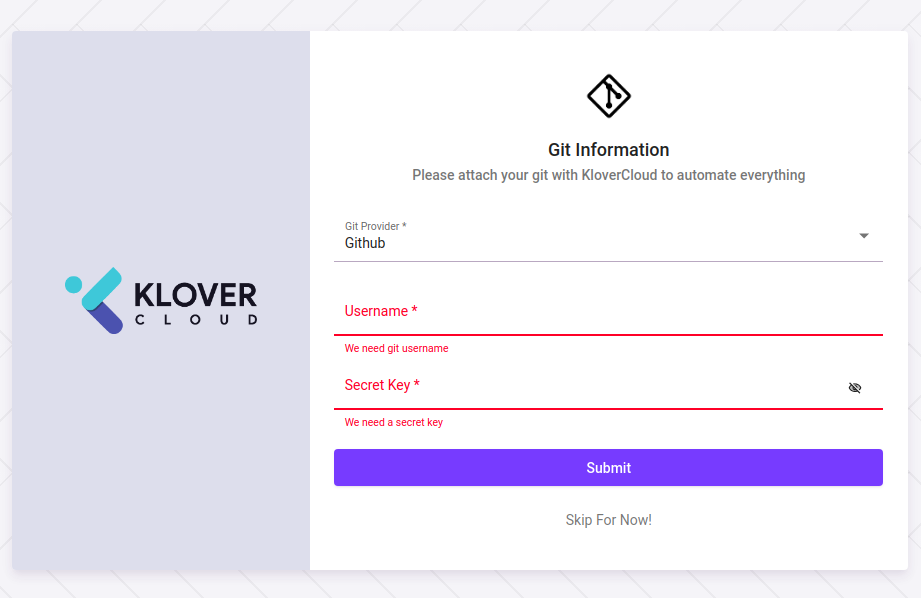 KLOVER
CLOUD
Git Information
Please attach your git with KloverCloud to automate everything
Git Provider *
Github
Username *
We need git username
Secret Key *
We need a secret key
Submit
Skip For Now!